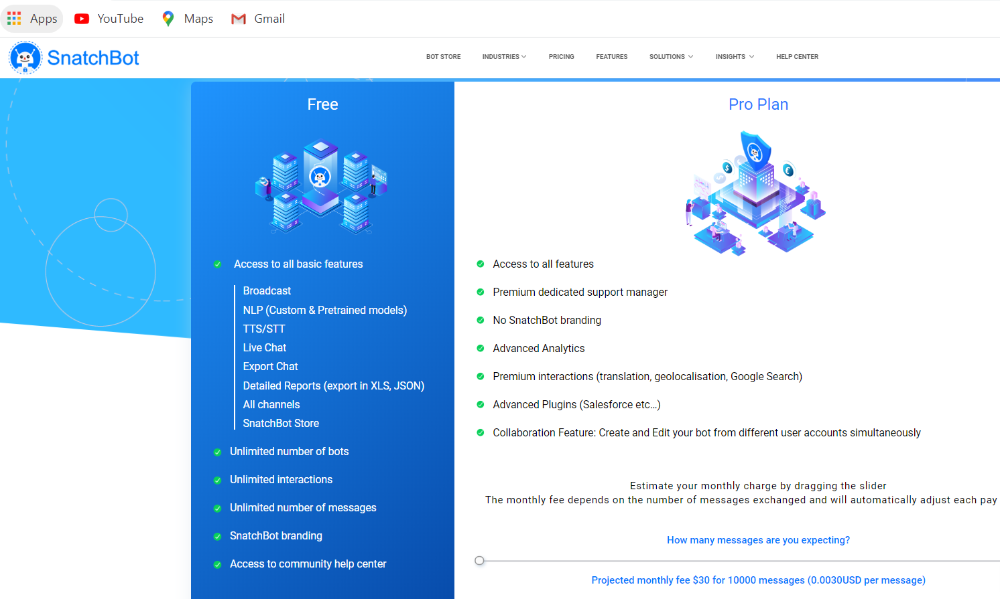 Apps YouTube Maps Gmail
SnatchBot BOT STORE INDUSTRIES PRICING FEATURES SOLUTIONS INSIGHTS HELP CENTER
Free
Access to all basic features
Broadcast
NLP (Custom & Pretrained models)
TTS/STT
Live Chat
Export Chat
Detailed Reports (export in XLS, JSON)
All channels
SnatchBot Store
Unlimited number of bots
Unlimited interactions
Unlimited number of messages
SnatchBot branding
Access to community help center
Pro Plan
Access to all features
Premium dedicated support manager
No SnatchBot branding
Advanced Analytics
Premium interactions (translation, geolocalisation, Google Search)
Advanced Plugins (Salesforce etc...)
Collaboration Feature: Create and Edit your bot from different user accounts simultaneously
Estimate your monthly charge by dragging the slider
The monthly fee depends on the number of messages exchanged and will automatically adjust each pay
How many messages are you expecting?
Projected monthly fee $30 for 10000 messages (0.0030USD per message)